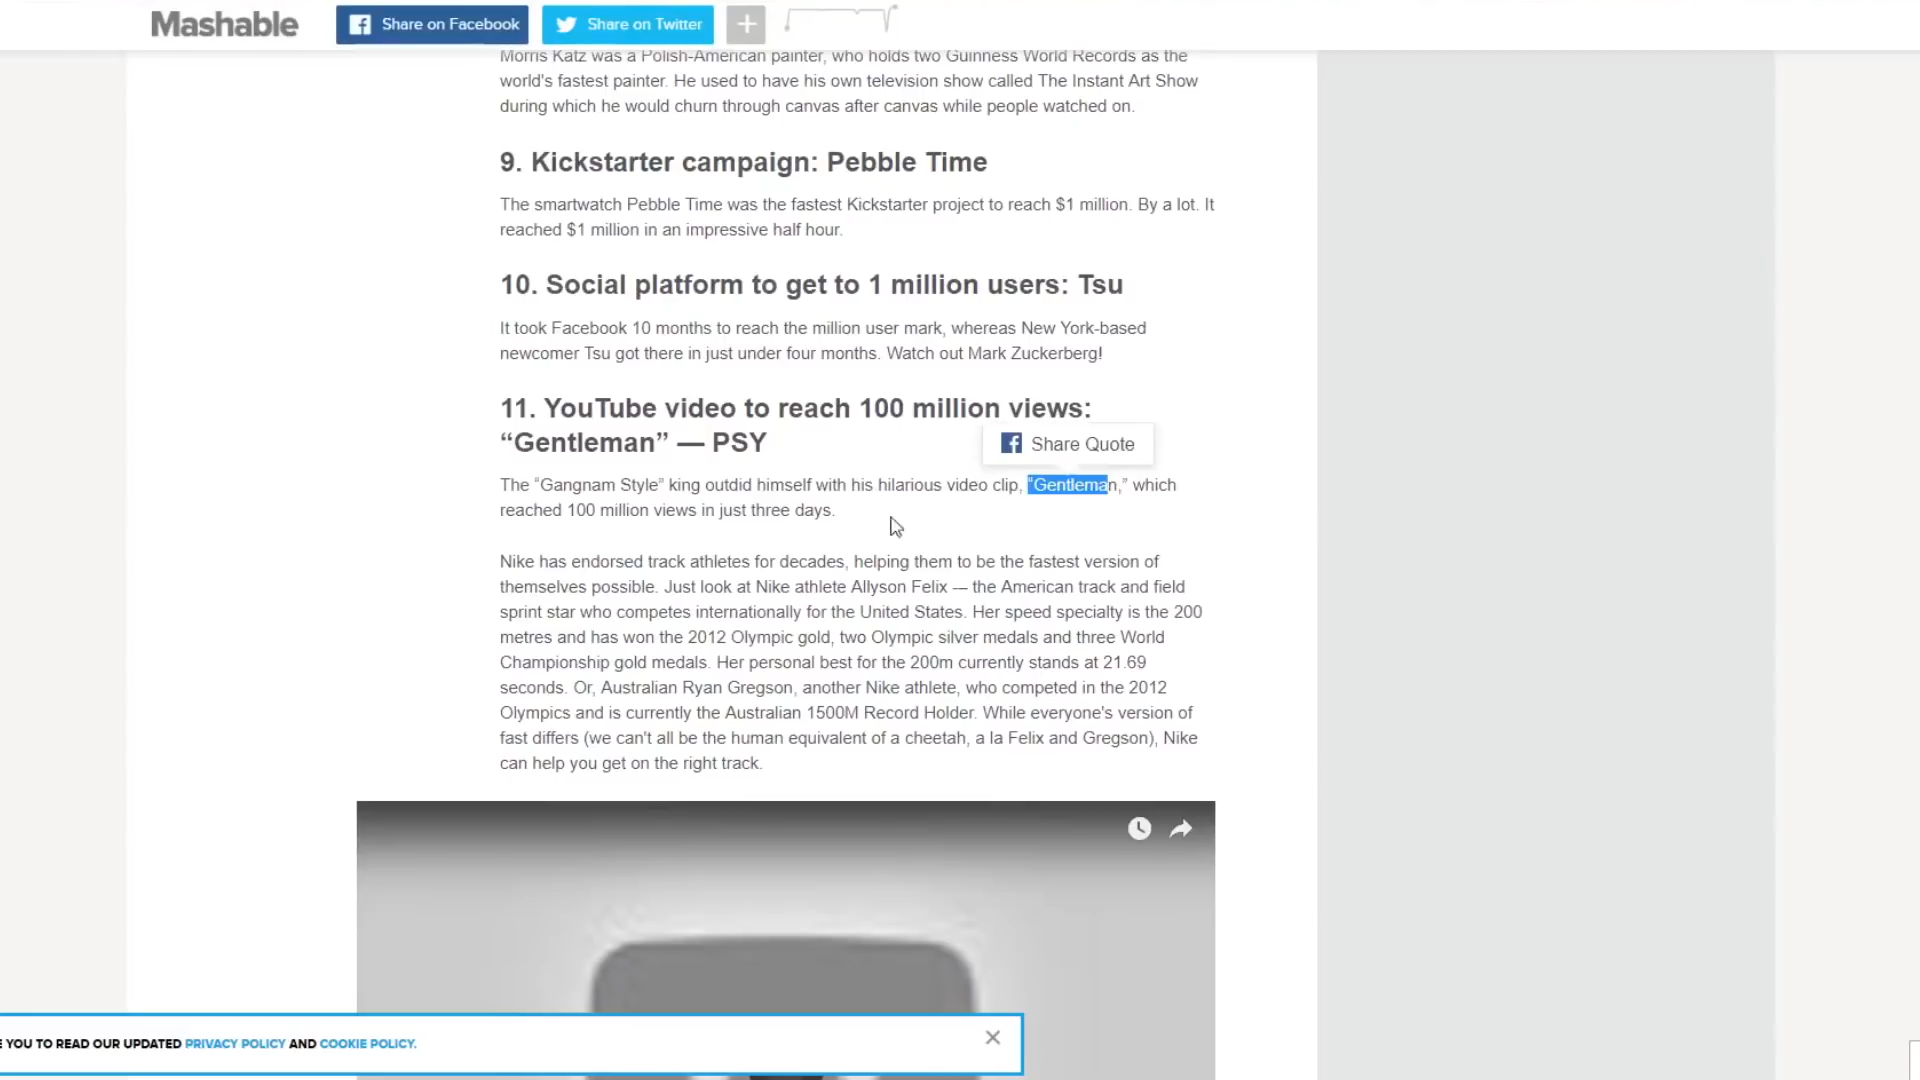 Mashable
Share on Facebook
Share on Twitter
+
Morris Katz was a Polish-American painter, who holds two Guinness World Records as the
world's fastest painter. He used to have his own television show called The Instant Art Show
during which he would churn through canvas after canvas while people watched on.
9. Kickstarter campaign: Pebble Time
The smartwatch Pebble Time was the fastest Kickstarter project to reach $1 million. By a lot. It
reached $1 million in an impressive half hour.
10. Social platform to get to 1 million users: Tsu
It took Facebook 10 months to reach the million user mark, whereas New York-based
newcomer Tsu got there in just under four months. Watch out Mark Zuckerberg!
11. YouTube video to reach 100 million views:
“Gentleman” — PSY
Share Quote
The “Gangnam Style” king outdid himself with his hilarious video clip, “Gentleman,” which
reached 100 million views in just three days.
Nike has endorsed track athletes for decades, helping them to be the fastest version of
themselves possible. Just look at Nike athlete Allyson Felix — the American track and field
sprint star who competes internationally for the United States. Her speed specialty is the 200
metres and has won the 2012 Olympic gold, two Olympic silver medals and three World
Championship gold medals. Her personal best for the 200m currently stands at 21.69
seconds. Or, Australian Ryan Gregson, another Nike athlete, who competed in the 2012
Olympics and is currently the Australian 1500M Record Holder. While everyone's version of
fast differs (we can't all be the human equivalent of a cheetah, a la Felix and Gregson), Nike
can help you get on the right track.
YOU TO READ OUR UPDATED PRIVACY POLICY AND COOKIE POLICY.